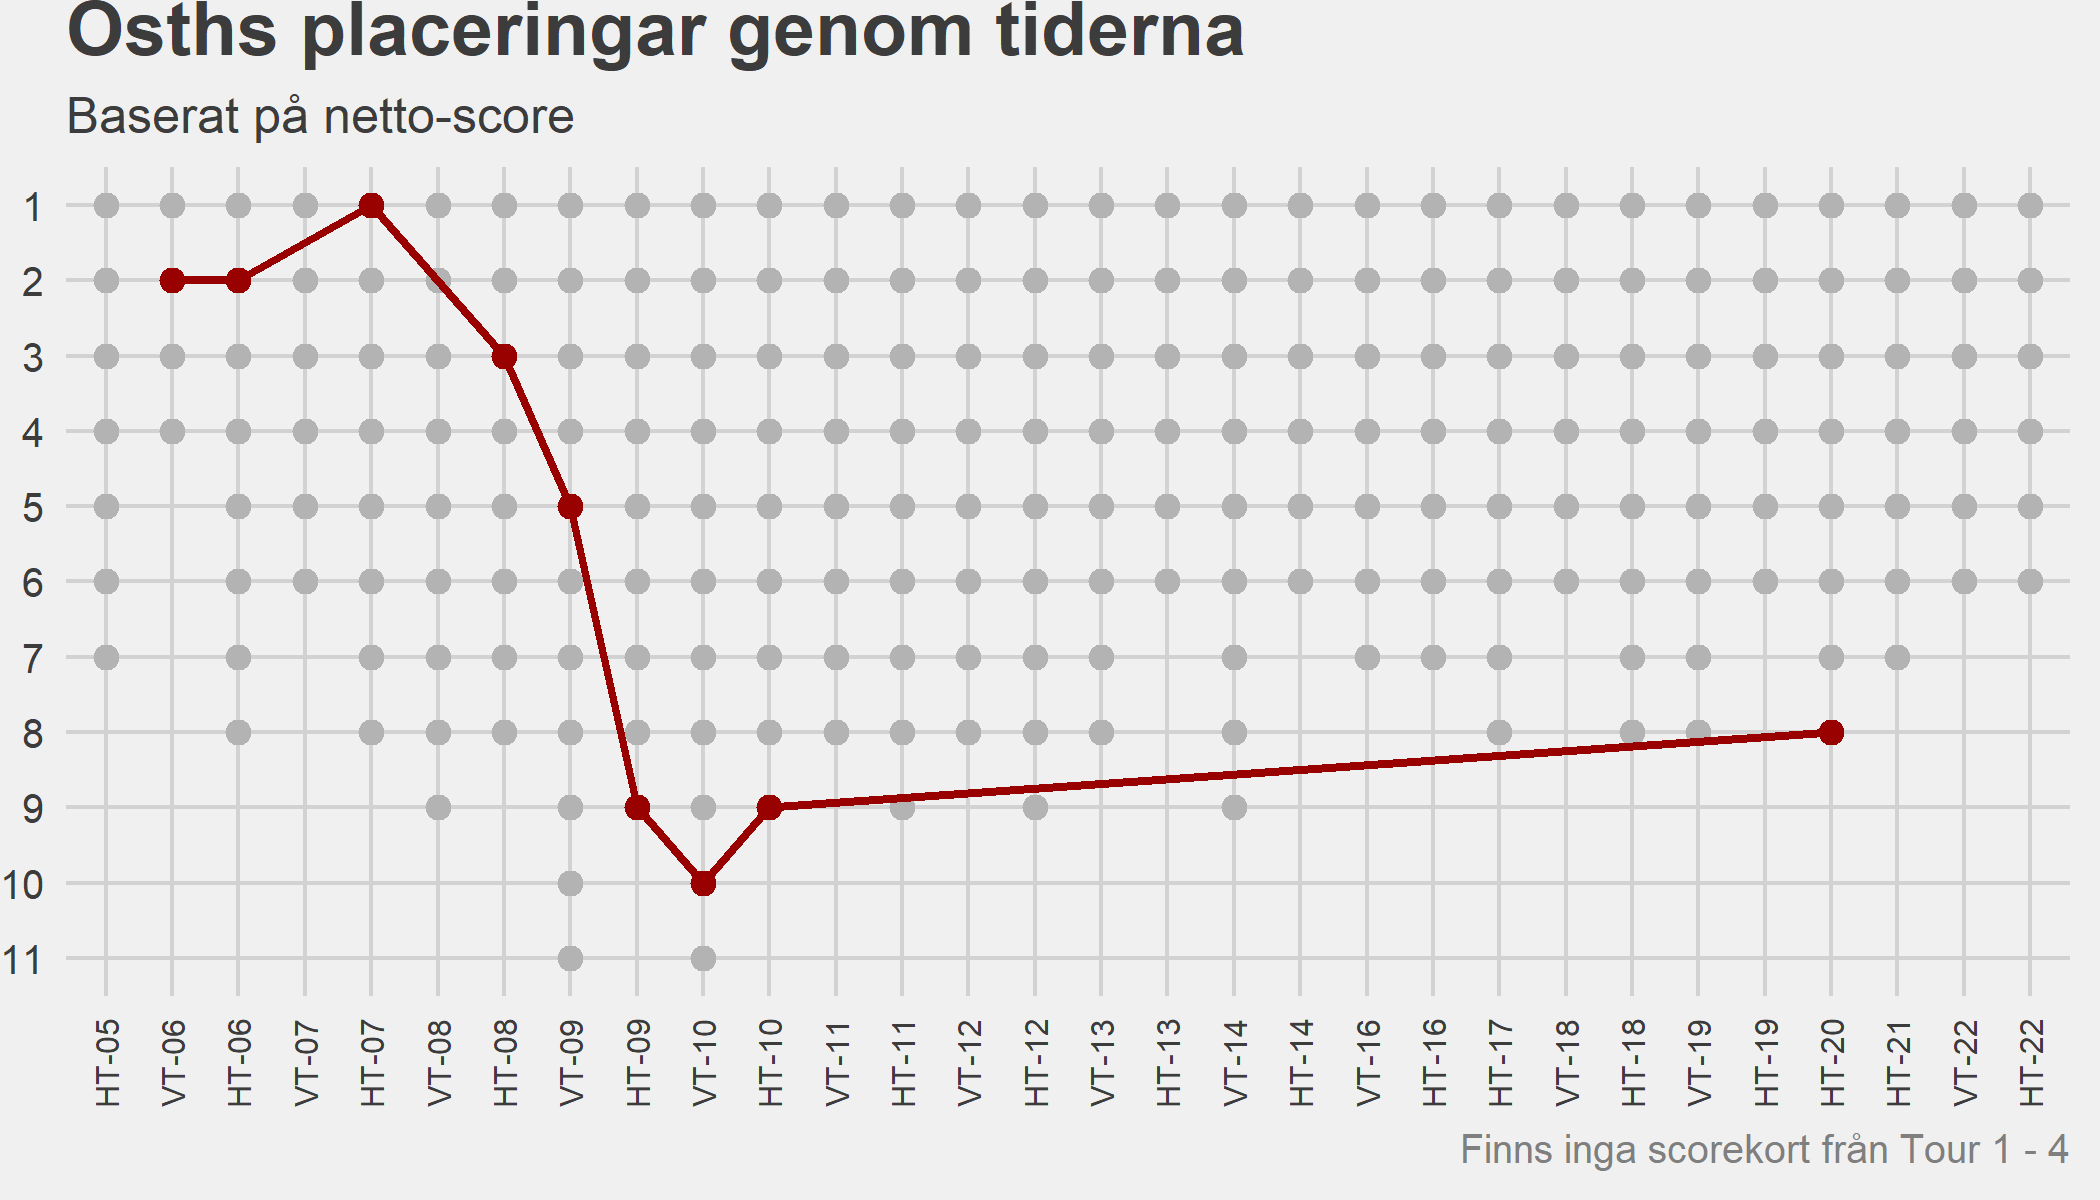 Osths placeringar genom tiderna
Baserat på netto-score
1
2
3
4
5
6
7
8
9
10
11
HT-05
VT-06
HT-06
VT-07
HT-07
VT-08
HT-08
VT-09
HT-09
VT-10
HT-10
VT-11
HT-11
VT-12
HT-12
VT-13
HT-13
VT-14
HT-14
VT-16
HT-16
HT-17
VT-18
HT-18
VT-19
HT-19
HT-20
HT-21
VT-22
HT-22
Finns inga scorekort från Tour 1 - 4